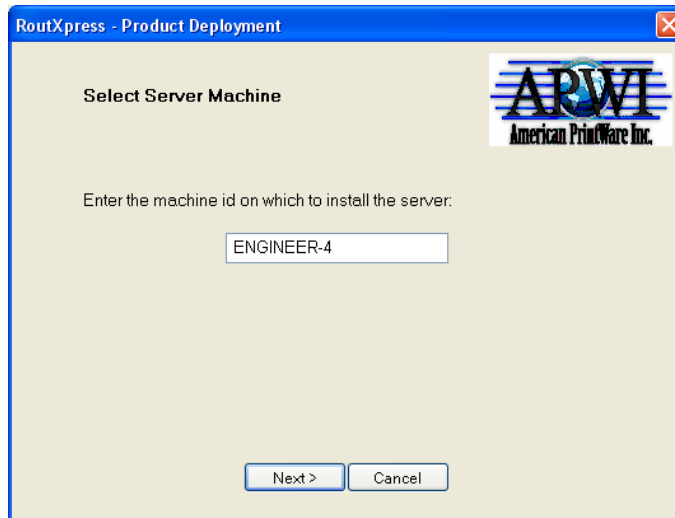 RoutXpress - Product Deployment
Select Server Machine
APWI
American PrintWare Inc.
Enter the machine id on which to install the server:
ENGINEER-4
Next >
Cancel